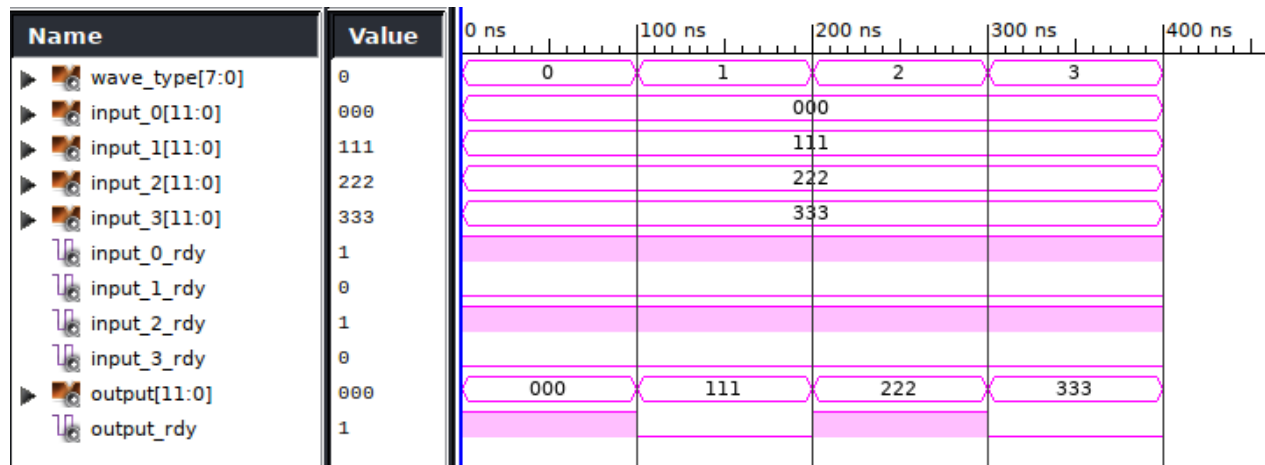 Name Value 0 ns 100 ns 200 ns 300 ns 400 ns
wave_type[7:0] 0 0 1 2 3
input_0[11:0] 000 000
input_1[11:0] 111 111
input_2[11:0] 222 222
input_3[11:0] 333 333
input_0_rdy 1
input_1_rdy 0
input_2_rdy 1
input_3_rdy 0
output[11:0] 000 000 111 222 333
output_rdy 1